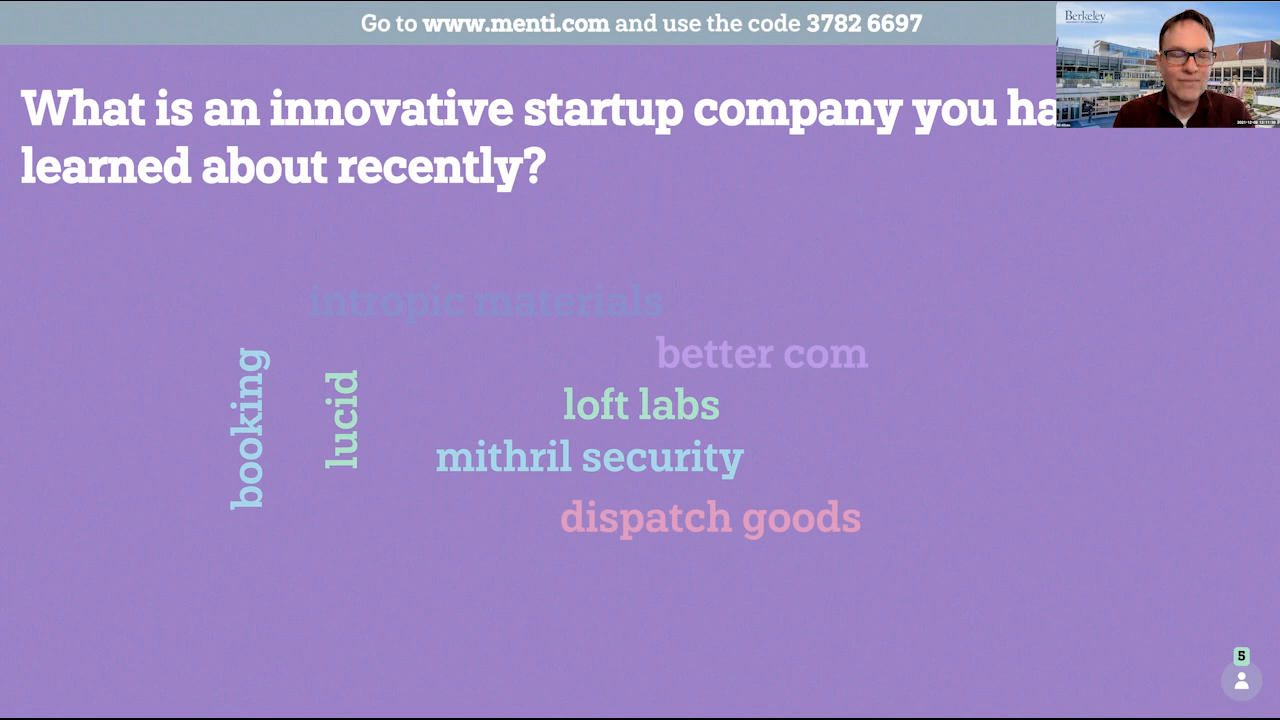 Go to www.menti.com and use the code 3782 6697
Berkeley
What is an innovative startup company you ha
learned about recently?
intropic materials
better com
booking
lucid
loft labs
mithril security
dispatch goods
5